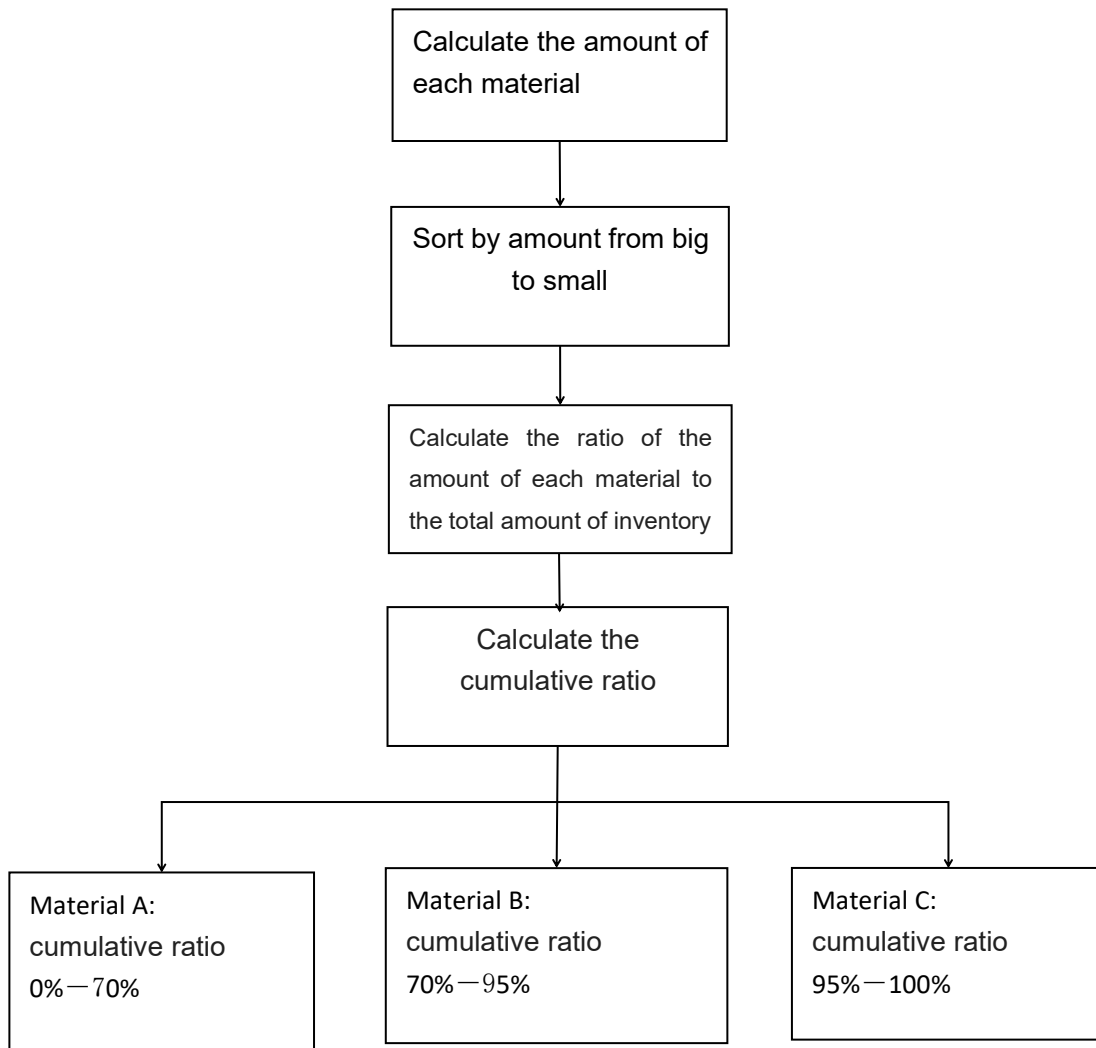 Calculate the amount of
each material
Sort by amount from big
to small
Calculate the ratio of the
amount of each material to
the total amount of inventory
Calculate the
cumulative ratio
Material A:
cumulative ratio
0%－70%
Material B:
cumulative ratio
70%－95%
Material C:
cumulative ratio
95%－100%